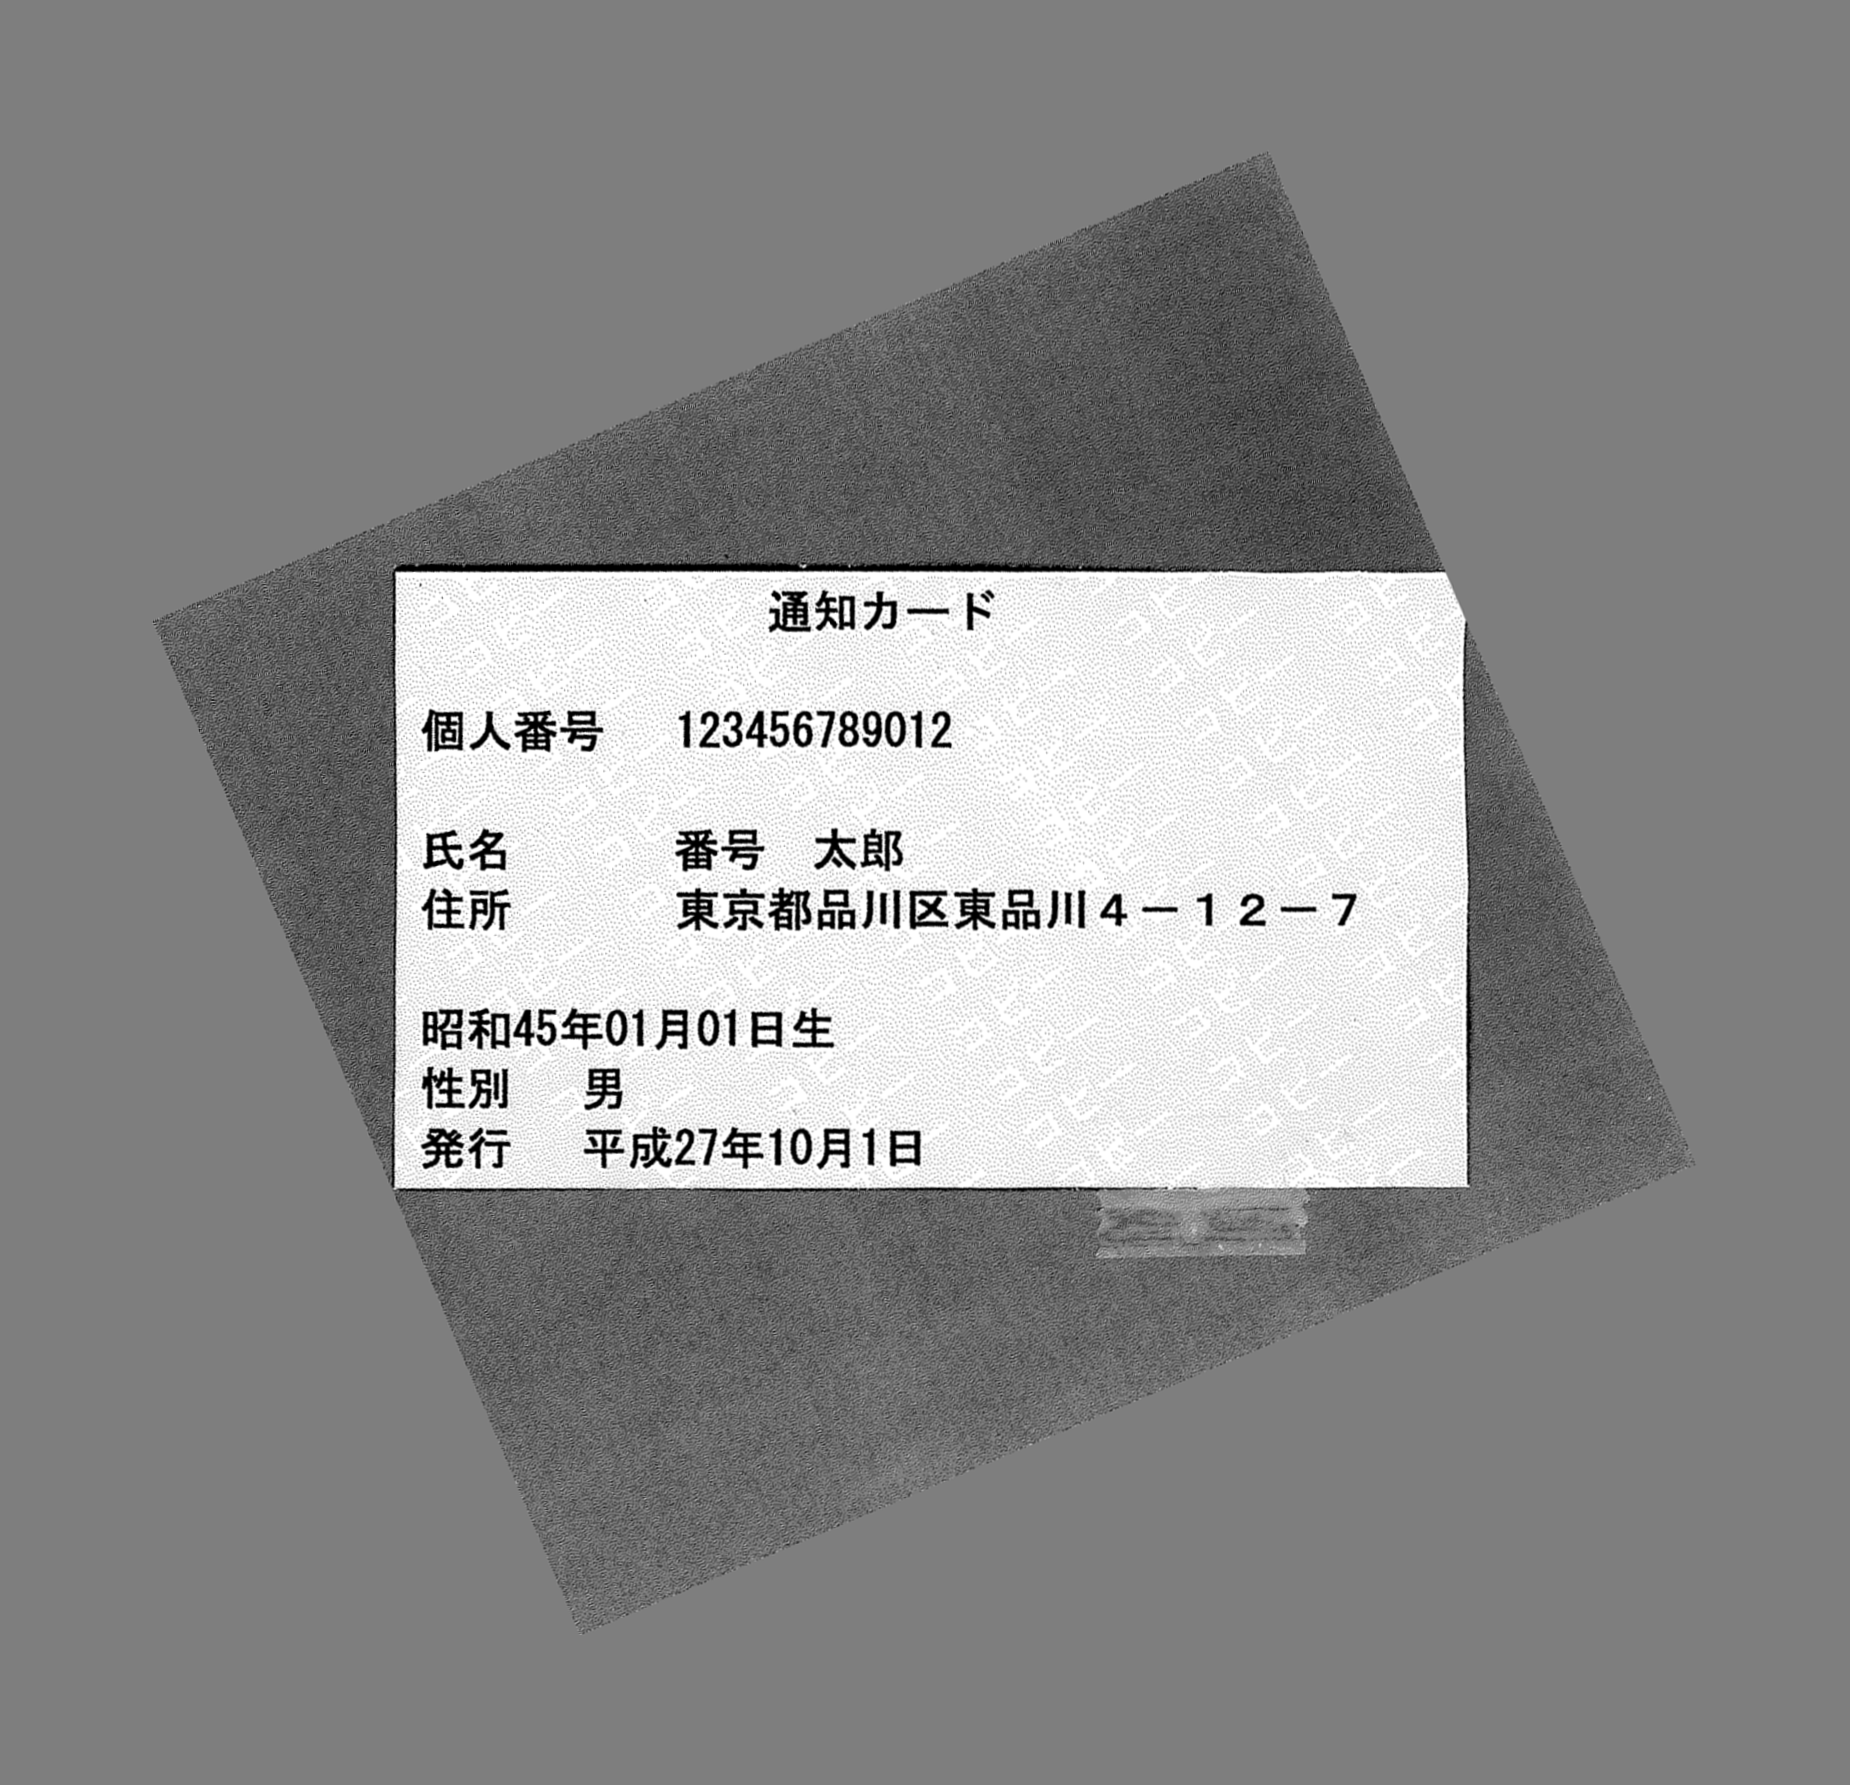 通知カード
個人番号　123456789012
氏名　番号　太郎
住所　東京都品川区東品川４－１２－７
昭和45年01月01日生
性別　男
発行　平成27年10月1日